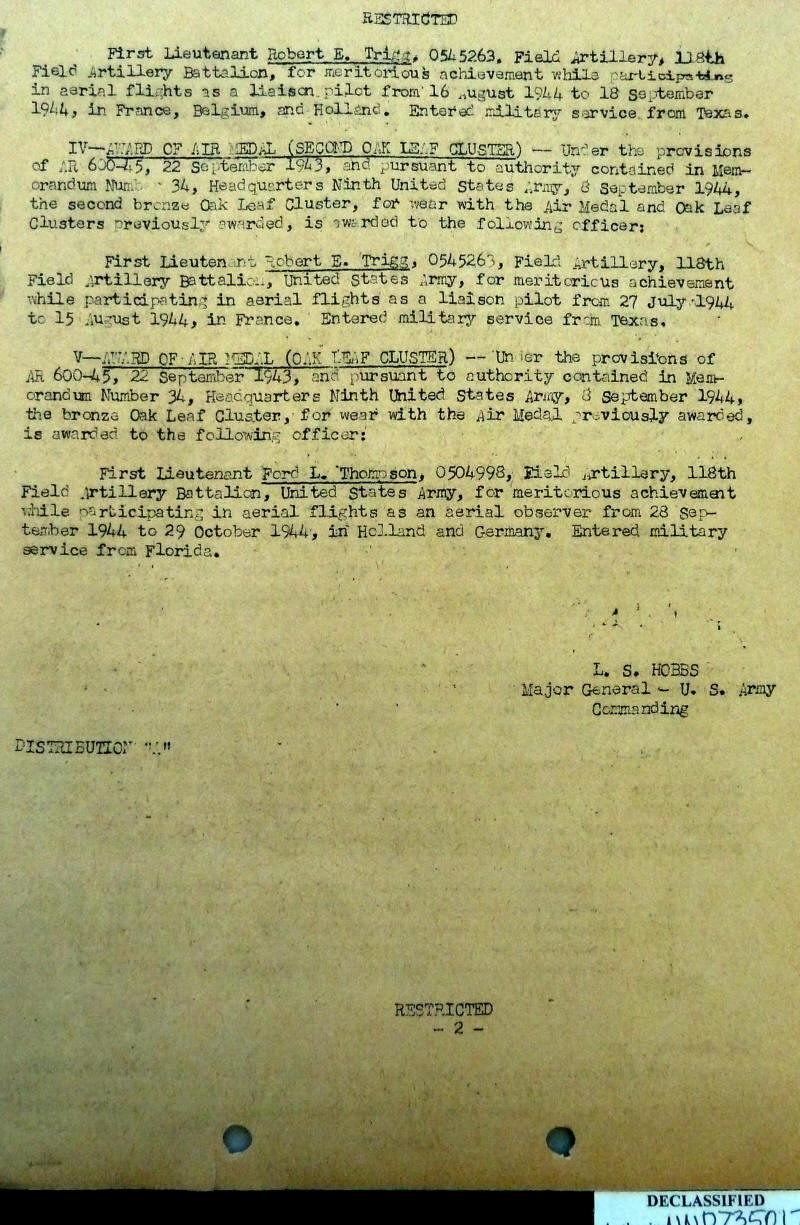 RESTRICTED
First Lieutenant Robert E. Trigg, 0545263, Field Artillery, 118th
Field Artillery Battalion, for meritorious achievement while participating
in aerial flights as a liaison pilot from 16 August 1944 to 18 September
1944, in France, Belgium, and Holland. Entered military service from Texas.
IV—AWARD OF AIR MEDAL (SECOND OAK LEAF CLUSTER) — Under the provisions
of AR 600-45, 22 September 1943, and pursuant to authority contained in Mem-
orandum Numb 34, Headquarters Ninth United States Army, 8 September 1944,
the second bronze Oak Leaf Cluster, for wear with the Air Medal and Oak Leaf
Clusters previously awarded, is awarded to the following officer:
First Lieutenant Robert E. Trigg, 0545263, Field Artillery, 118th
Field Artillery Battalion, United States Army, for meritorious achievement
while participating in aerial flights as a liaison pilot from 27 July 1944
to 15 August 1944, in France. Entered military service from Texas.
V—AWARD OF AIR MEDAL (OAK LEAF CLUSTER) -- Under the provisions of
AR 600-45, 22 September 1943, and pursuant to authority contained in Mem-
orandum Number 34, Headquarters Ninth United States Army, 8 September 1944,
the bronze Oak Leaf Cluster, for wear with the Air Medal previously awarded,
is awarded to the following officer:
First Lieutenant Ford L. Thompson, 0504998, Field Artillery, 118th
Field Artillery Battalion, United States Army, for meritorious achievement
while participating in aerial flights as an aerial observer from 28 Sep-
tember 1944 to 29 October 1944, in Holland and Germany. Entered military
service from Florida.
L. S. HOBBS
Major General - U. S. Army
Commanding
DISTRIBUTION
RESTRICTED
- 2 -
DECLASSIFIED